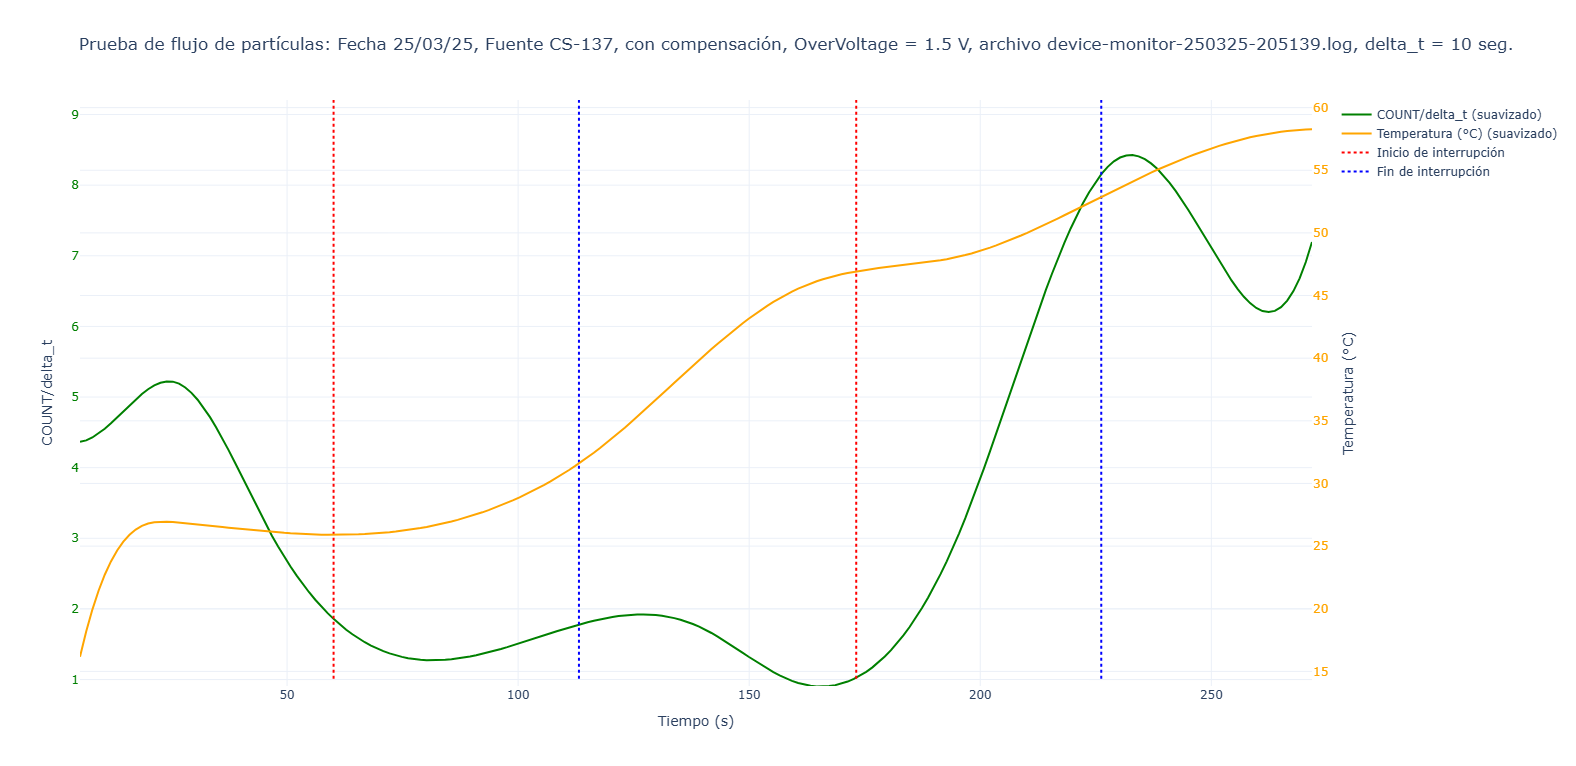 Prueba de flujo de partículas: Fecha 25/03/25, Fuente CS-137, con compensación, OverVoltage = 1.5 V, archivo device-monitor-250325-205139.log, delta_t = 10 seg.
COUNT/delta_t (suavizado)
Temperatura (°C) (suavizado)
Inicio de interrupción
Fin de interrupción
COUNT/delta_t
9
8
7
6
5
4
3
2
1
60
55
50
45
40
35
30
25
20
15
Temperatura (°C)
50 100 150 200 250
Tiempo (s)